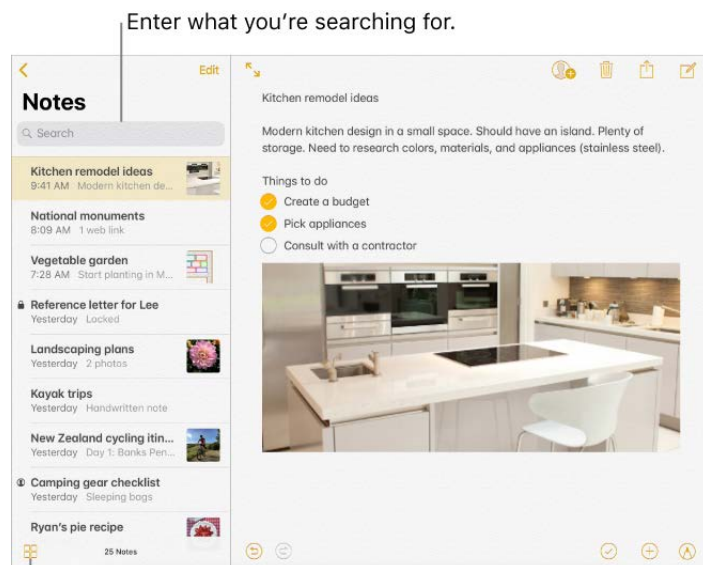 Enter what you're searching for.
Edit
Notes
Search
Kitchen remodel ideas
9:41 AM Modern kitchen de...
National monuments
8:09 AM 1 web link
Vegetable garden
7:28 AM Start planting in M...
Reference letter for Lee
Yesterday Locked
Landscaping plans
Yesterday 2 photos
Kayak trips
Yesterday Handwritten note
New Zealand cycling itin...
Yesterday Day 1: Banks Pen...
Camping gear checklist
Yesterday Sleeping bags
Ryan's pie recipe
25 Notes
Kitchen remodel ideas
Modern kitchen design in a small space. Should have an island. Plenty of
storage. Need to research colors, materials, and appliances (stainless steel).
Things to do
Create a budget
Pick appliances
Consult with a contractor